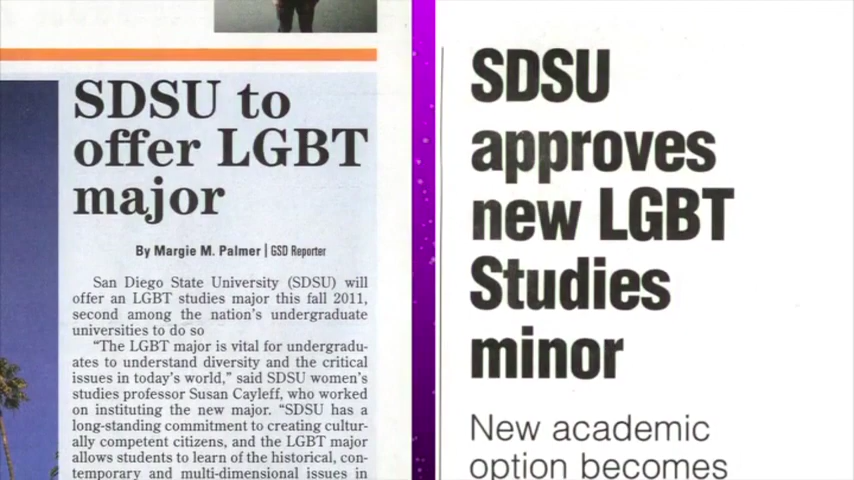 SDSU to
offer LGBT
major
By Margie M. Palmer | GSD Reporter
San Diego State University (SDSU) will
offer an LGBT studies major this fall 2011,
second among the nation's undergraduate
universities to do so
"The LGBT major is vital for undergradu-
ates to understand diversity and the critical
issues in today's world," said SDSU women's
studies professor Susan Cayleff, who worked
on instituting the new major. "SDSU has a
long-standing commitment to creating cultur-
ally competent citizens, and the LGBT major
allows students to learn of the historical, con-
temporary and multi-dimensional issues in
SDSU
approves
new LGBT
Studies
minor
New academic
option becomes